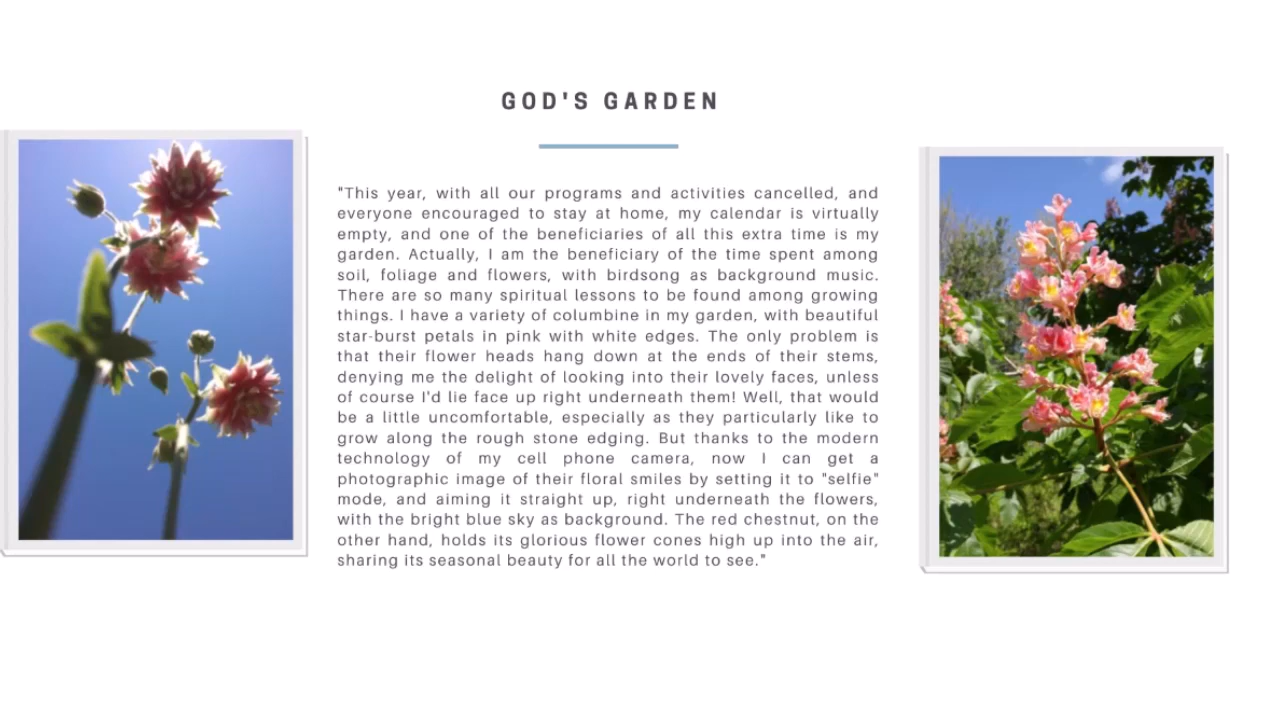 GOD'S GARDEN
"This year, with all our programs and activities cancelled, and
everyone encouraged to stay at home, my calendar is virtually
empty, and one of the beneficiaries of all this extra time is my
garden. Actually, I am the beneficiary of the time spent among
soil, foliage and flowers, with birdsong as background music.
There are so many spiritual lessons to be found among growing
things. I have a variety of columbine in my garden, with beautiful
star-burst petals in pink with white edges. The only problem is
that their flower heads hang down at the ends of their stems,
denying me the delight of looking into their lovely faces, unless
of course I'd lie face up right underneath them! Well, that would
be a little uncomfortable, especially as they particularly like to
grow along the rough stone edging. But thanks to the modern
technology of my cell phone camera, now I can get a
photographic image of their floral smiles by setting it to "selfie"
mode, and aiming it straight up, right underneath the flowers,
with the bright blue sky as background. The red chestnut, on the
other hand, holds its glorious flower cones high up into the air,
sharing its seasonal beauty for all the world to see."